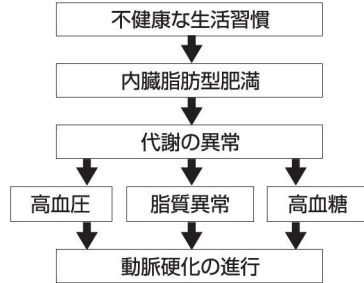 不健康な生活習慣
内臓脂肪型肥満
代謝の異常
高血圧
脂質異常
高血糖
動脈硬化の進行